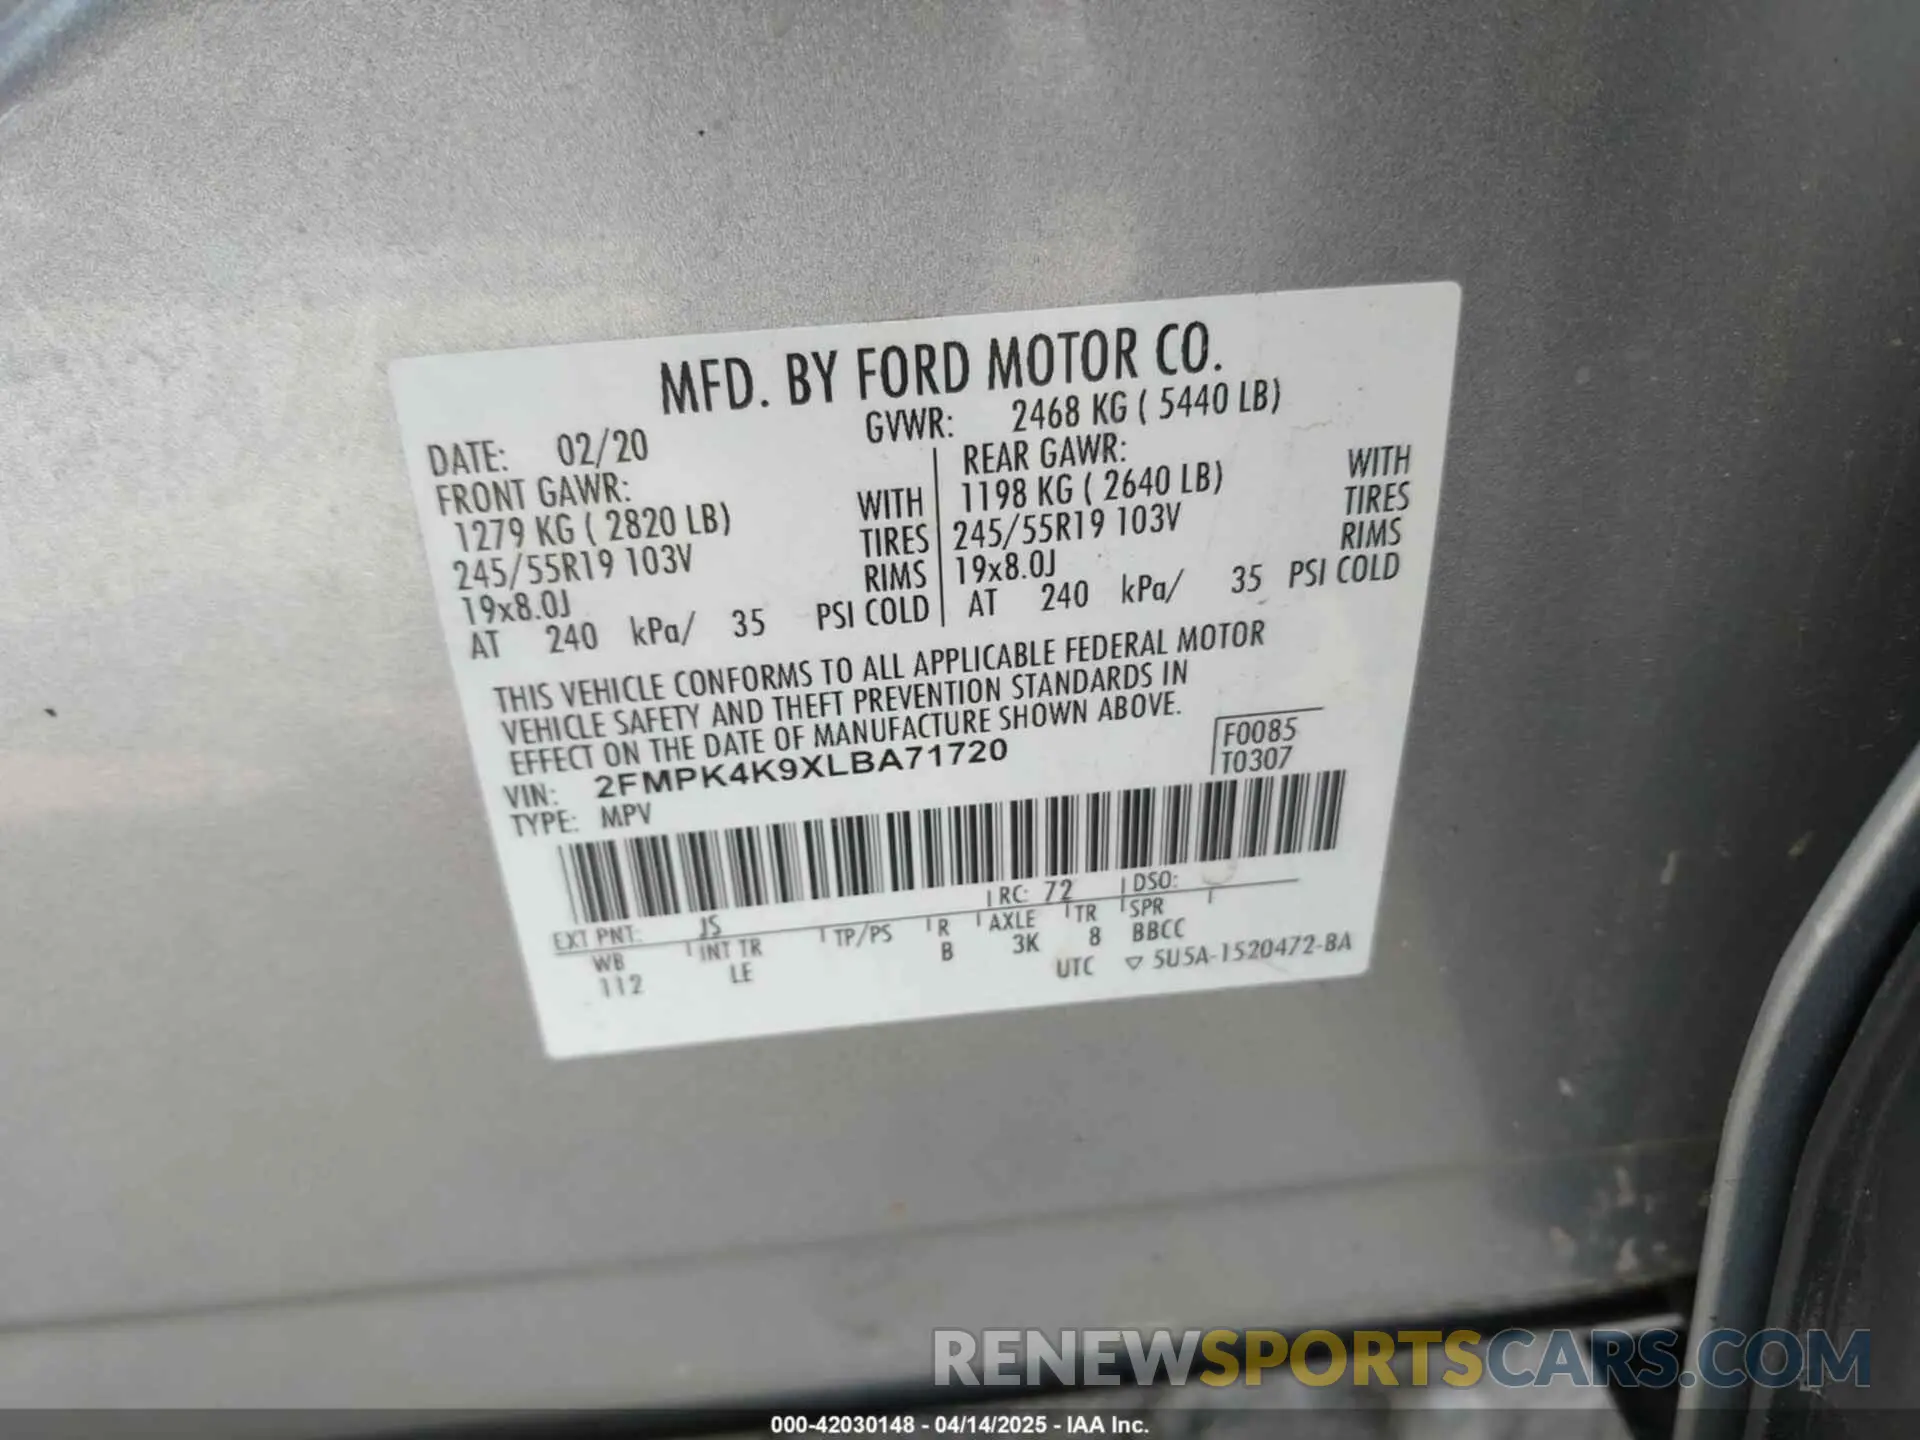 MFD. BY FORD MOTOR CO.
DATE: 02/20 GVWR: 2468 KG ( 5440 LB)
FRONT GAWR: REAR GAWR:
1279 KG ( 2820 LB) WITH 1198 KG ( 2640 LB) WITH
245/55R19 103V TIRES 245/55R19 103V TIRES
19x8.0J RIMS 19x8.0J RIMS
AT 240 kPa/ 35 PSI COLD AT 240 kPa/ 35 PSI COLD
THIS VEHICLE CONFORMS TO ALL APPLICABLE FEDERAL MOTOR
VEHICLE SAFETY AND THEFT PREVENTION STANDARDS IN
EFFECT ON THE DATE OF MANUFACTURE SHOWN ABOVE.
VIN: 2FMPK4K9XLBA71720 F0085
TYPE: MPV T0307
EXT PNT: JS RC: 72 DSO:
WB INT TR TP/PS R AXLE TR SPR
112 LE B 3K 8 BBCC
UTC ▽ 5U5A-1520472-BA
RENEWSPORTSCARS.COM
000-42030148 - 04/14/2025 - IAA Inc.